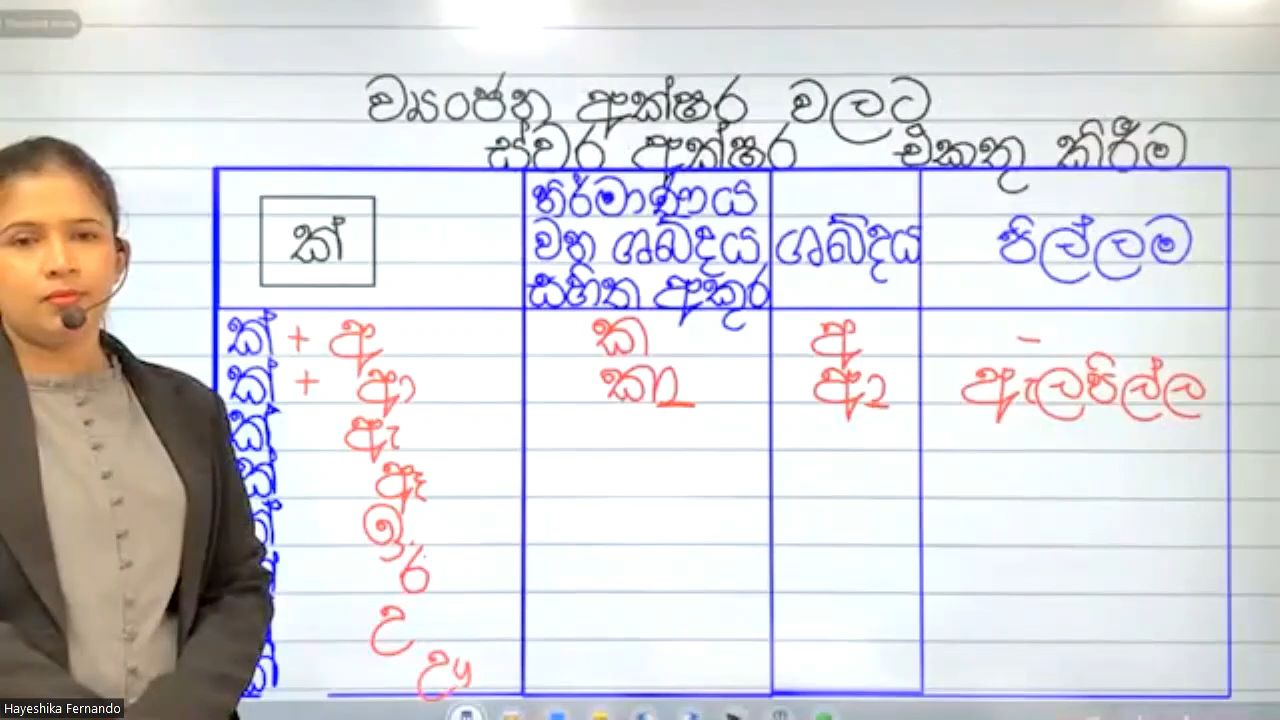 ව්‍යංජන අක්ෂර වලට
ස්වර අක්ෂර එකතු කිරීම
ක්
නිර්මාණය
වන ශබ්දය
සහිත අකුර
ශබ්දය
පිල්ලම
ක් + අ ක අ -
ක් + ආ කා ආ ඇලපිල්ල
ක් ඇ
ක් ඈ
ක් ඉ
ඊ
උ
ක් ඌ
Hayeshika Fernando